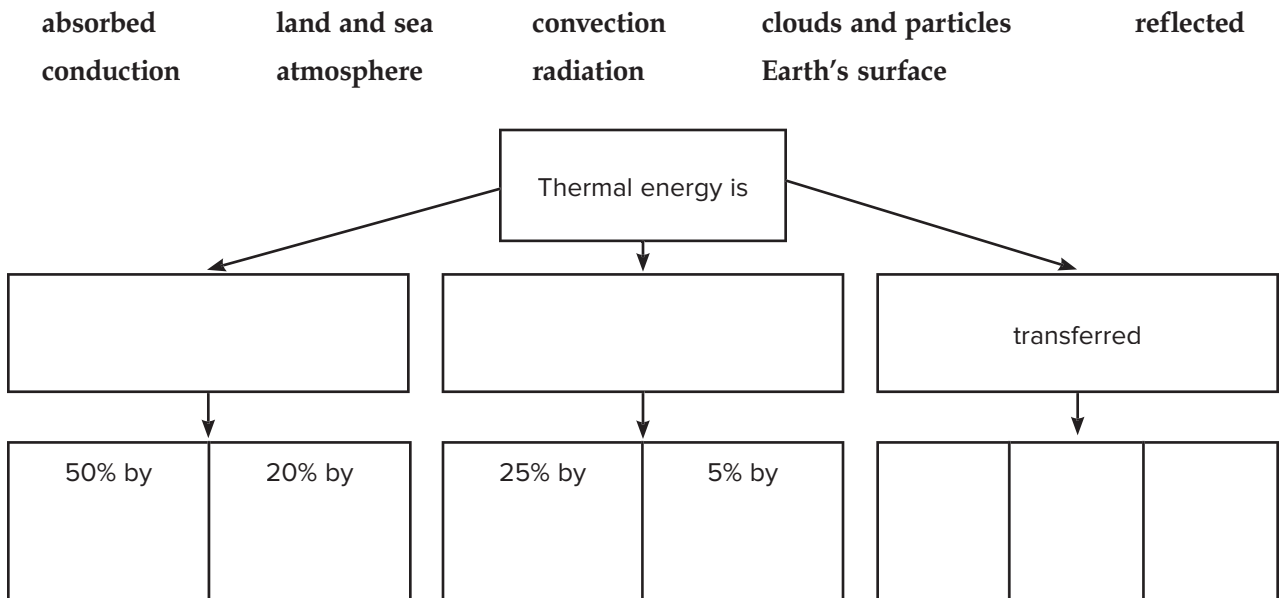 absorbed land and sea convection clouds and particles reflected
conduction atmosphere radiation Earth’s surface
Thermal energy is
transferred
50% by 20% by 25% by 5% by